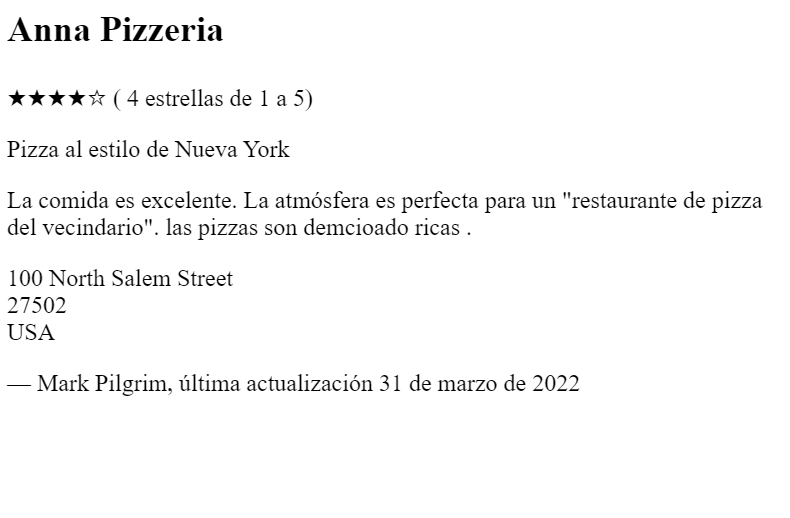 Anna Pizzeria
★★★★☆ ( 4 estrellas de 1 a 5)
Pizza al estilo de Nueva York
La comida es excelente. La atmósfera es perfecta para un "restaurante de pizza
del vecindario". las pizzas son demcioado ricas .
100 North Salem Street
27502
USA
— Mark Pilgrim, última actualización 31 de marzo de 2022